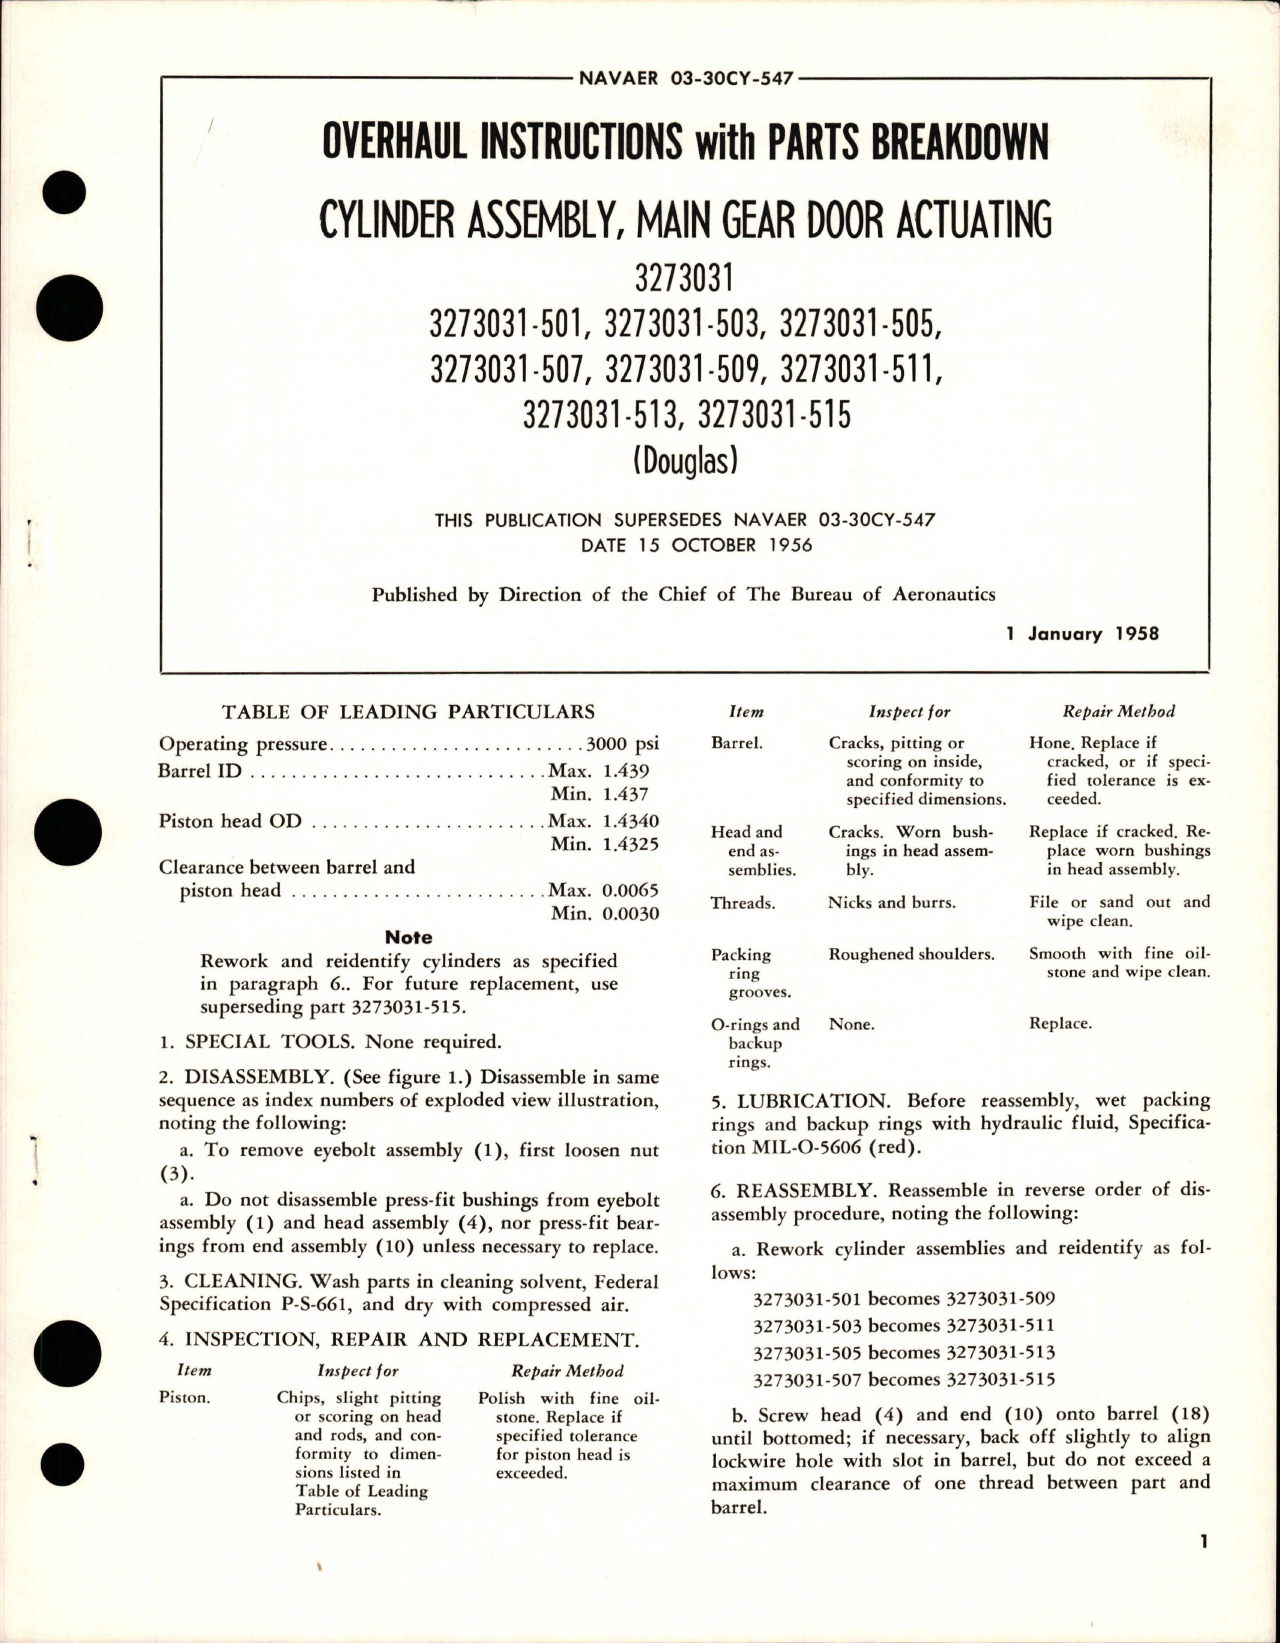 NAVAER 03-30CY-547
OVERHAUL INSTRUCTIONS with PARTS BREAKDOWN
CYLINDER ASSEMBLY, MAIN GEAR DOOR ACTUATING
3273031
3273031-501, 3273031-503, 3273031-505,
3273031-507, 3273031-509, 3273031-511,
3273031-513, 3273031-515
(Douglas)
THIS PUBLICATION SUPERSEDES NAVAER 03-30CY-547
DATE 15 OCTOBER 1956
Published by Direction of the Chief of The Bureau of Aeronautics
1 January 1958
TABLE OF LEADING PARTICULARS
Operating pressure.........................3000 psi
Barrel ID .............................Max. 1.439
Min. 1.437
Piston head OD .......................Max. 1.4340
Min. 1.4325
Clearance between barrel and
piston head .........................Max. 0.0065
Min. 0.0030
Note
Rework and reidentify cylinders as specified
in paragraph 6.. For future replacement, use
superseding part 3273031-515.
1. SPECIAL TOOLS. None required.
2. DISASSEMBLY. (See figure 1.) Disassemble in same
sequence as index numbers of exploded view illustration,
noting the following:
a. To remove eyebolt assembly (1), first loosen nut
(3).
a. Do not disassemble press-fit bushings from eyebolt
assembly (1) and head assembly (4), nor press-fit bear-
ings from end assembly (10) unless necessary to replace.
3. CLEANING. Wash parts in cleaning solvent, Federal
Specification P-S-661, and dry with compressed air.
4. INSPECTION, REPAIR AND REPLACEMENT.
Item Inspect for Repair Method
Piston. Chips, slight pitting Polish with fine oil-
or scoring on head stone. Replace if
and rods, and con- specified tolerance
formity to dimen- for piston head is
sions listed in exceeded.
Table of Leading
Particulars.
Item Inspect for Repair Method
Barrel. Cracks, pitting or Hone. Replace if
scoring on inside, cracked, or if speci-
and conformity to fied tolerance is ex-
specified dimensions. ceeded.
Head and Cracks. Worn bush- Replace if cracked. Re-
end as- ings in head assem- place worn bushings
semblies. bly. in head assembly.
Threads. Nicks and burrs. File or sand out and
wipe clean.
Packing Roughened shoulders. Smooth with fine oil-
ring stone and wipe clean.
grooves.
O-rings and None. Replace.
backup
rings.
5. LUBRICATION. Before reassembly, wet packing
rings and backup rings with hydraulic fluid, Specifica-
tion MIL-O-5606 (red).
6. REASSEMBLY. Reassemble in reverse order of dis-
assembly procedure, noting the following:
a. Rework cylinder assemblies and reidentify as fol-
lows:
3273031-501 becomes 3273031-509
3273031-503 becomes 3273031-511
3273031-505 becomes 3273031-513
3273031-507 becomes 3273031-515
b. Screw head (4) and end (10) onto barrel (18)
until bottomed; if necessary, back off slightly to align
lockwire hole with slot in barrel, but do not exceed a
maximum clearance of one thread between part and
barrel.
1